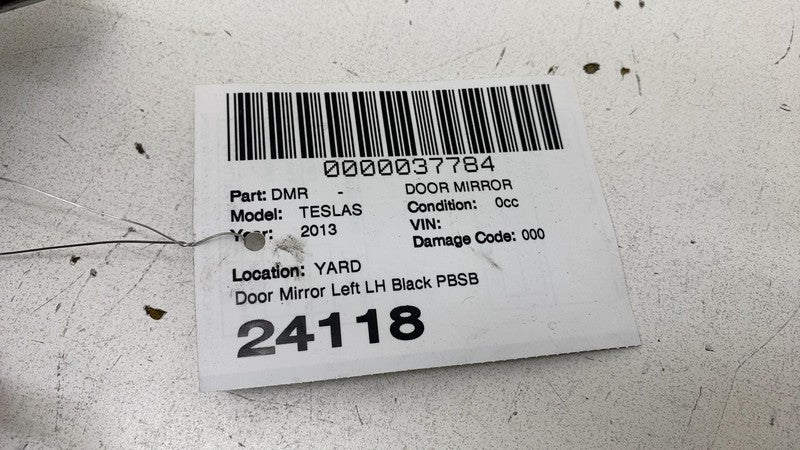 0000037784
Part: DMR - DOOR MIRROR
Model: TESLAS Condition: 0cc
Year: 2013 VIN:
Damage Code: 000
Location: YARD
Door Mirror Left LH Black PBSB
24118